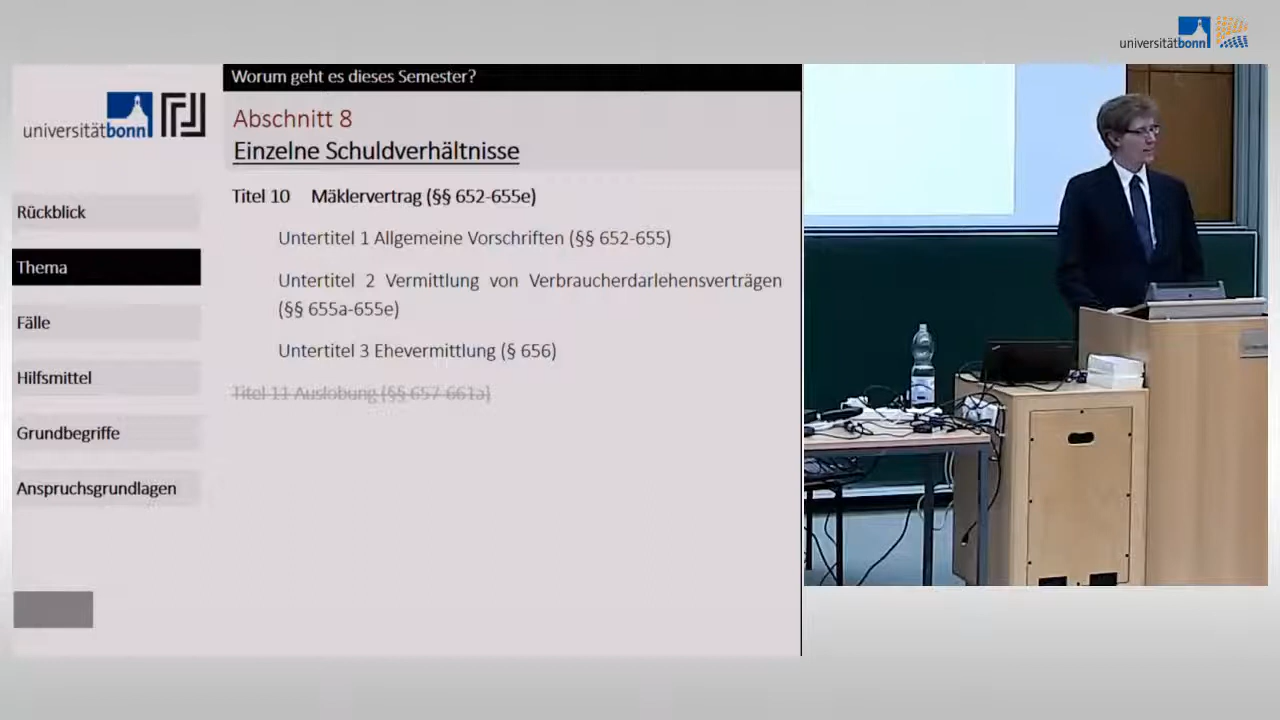 universitätbonn
Worum geht es dieses Semester?
universitätbonn
Abschnitt 8
Einzelne Schuldverhältnisse
Rückblick
Thema
Fälle
Hilfsmittel
Grundbegriffe
Anspruchsgrundlagen
Titel 10 Mäklervertrag (§§ 652-655e)
Untertitel 1 Allgemeine Vorschriften (§§ 652-655)
Untertitel 2 Vermittlung von Verbraucherdarlehensverträgen
(§§ 655a-655e)
Untertitel 3 Ehevermittlung (§ 656)
Titel 11 Auslobung (§§ 657-661a)